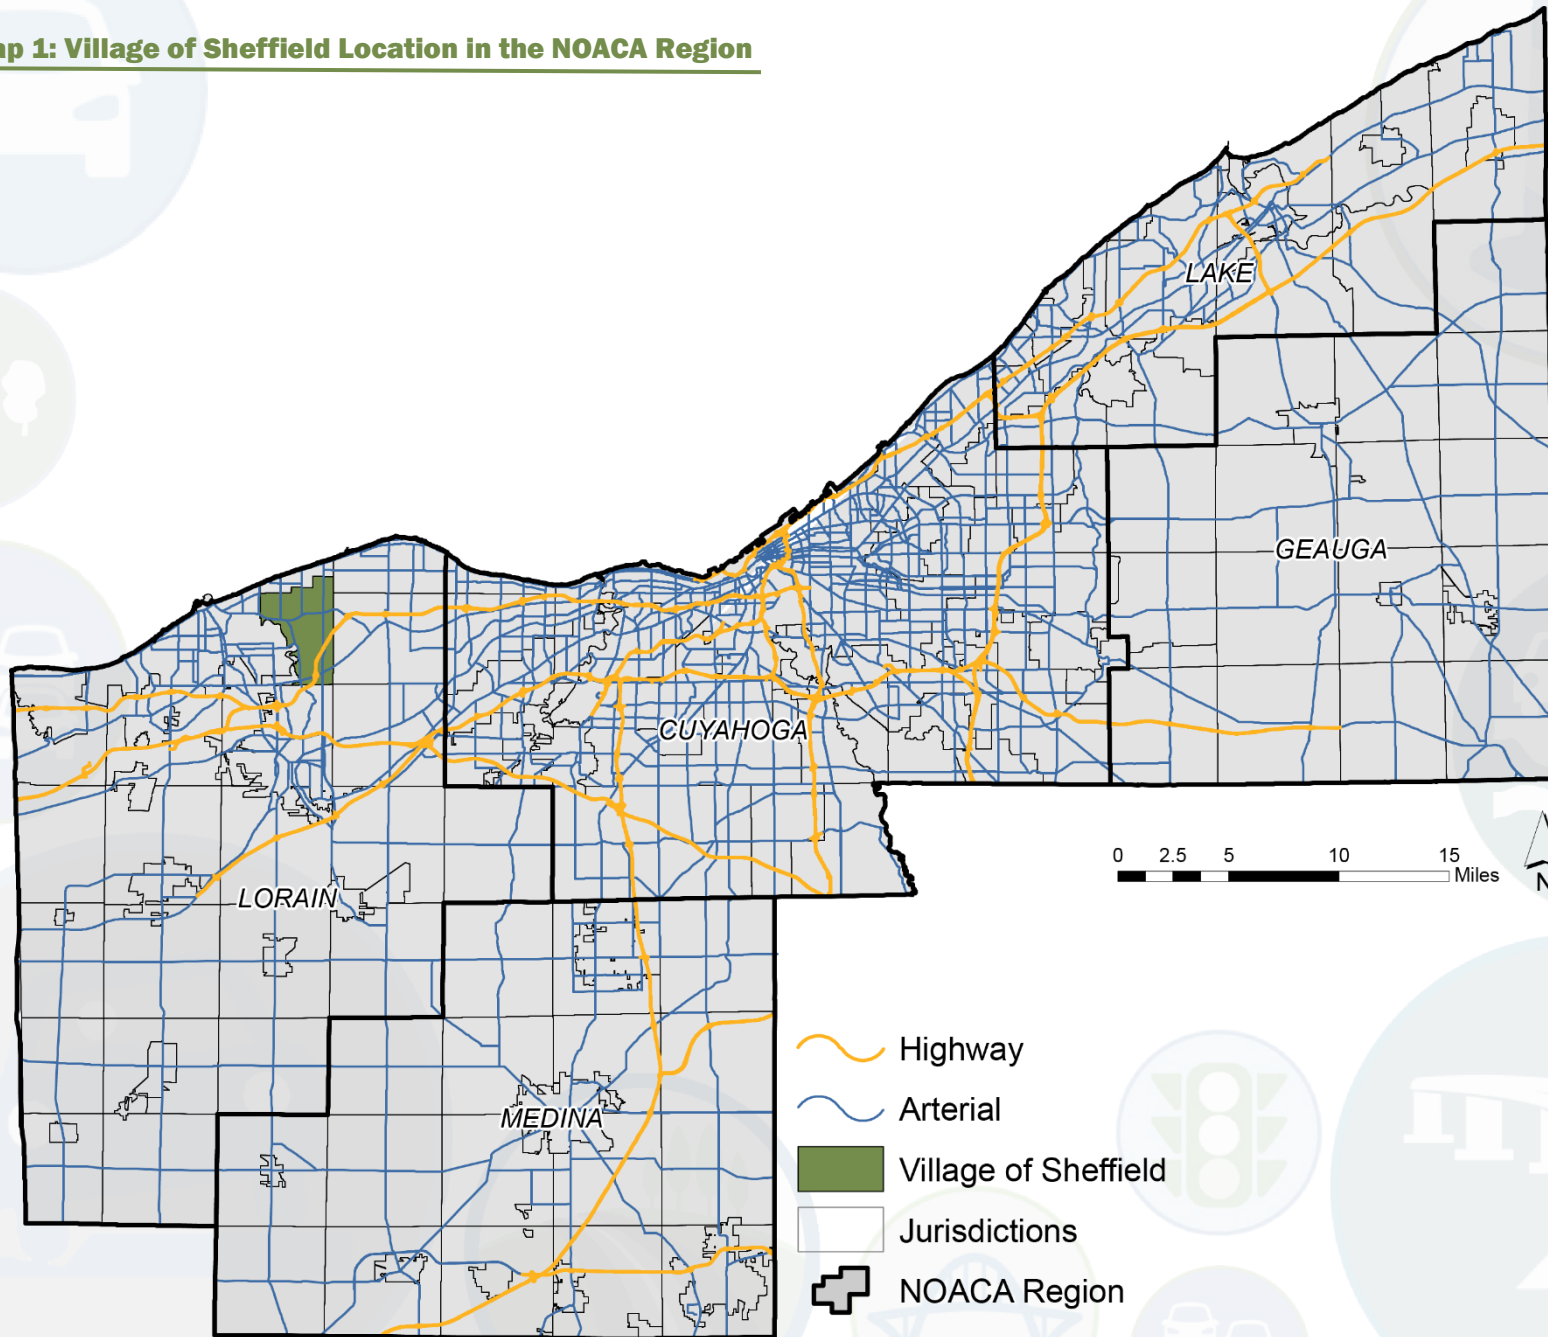 ap 1: Village of Sheffield Location in the NOACA Region
LAKE
GEAUGA
CUYAHOGA
LORAIN
MEDINA
0 2.5 5 10 15
Miles
N
Highway
Arterial
Village of Sheffield
Jurisdictions
NOACA Region